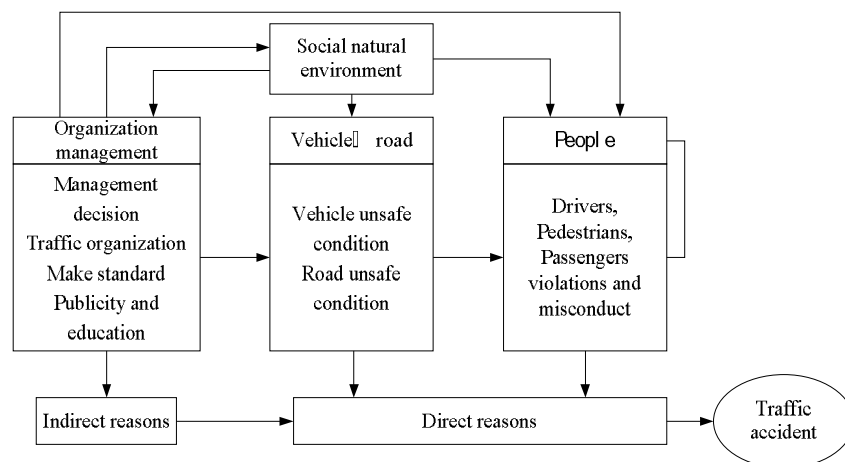 Social natural
environment
Organization
management
Vehicle▯ road
People
Management
decision
Traffic organization
Make standard
Publicity and
education
Vehicle unsafe
condition
Road unsafe
condition
Drivers,
Pedestrians,
Passengers
violations and
misconduct
Indirect reasons
Direct reasons
Traffic
accident